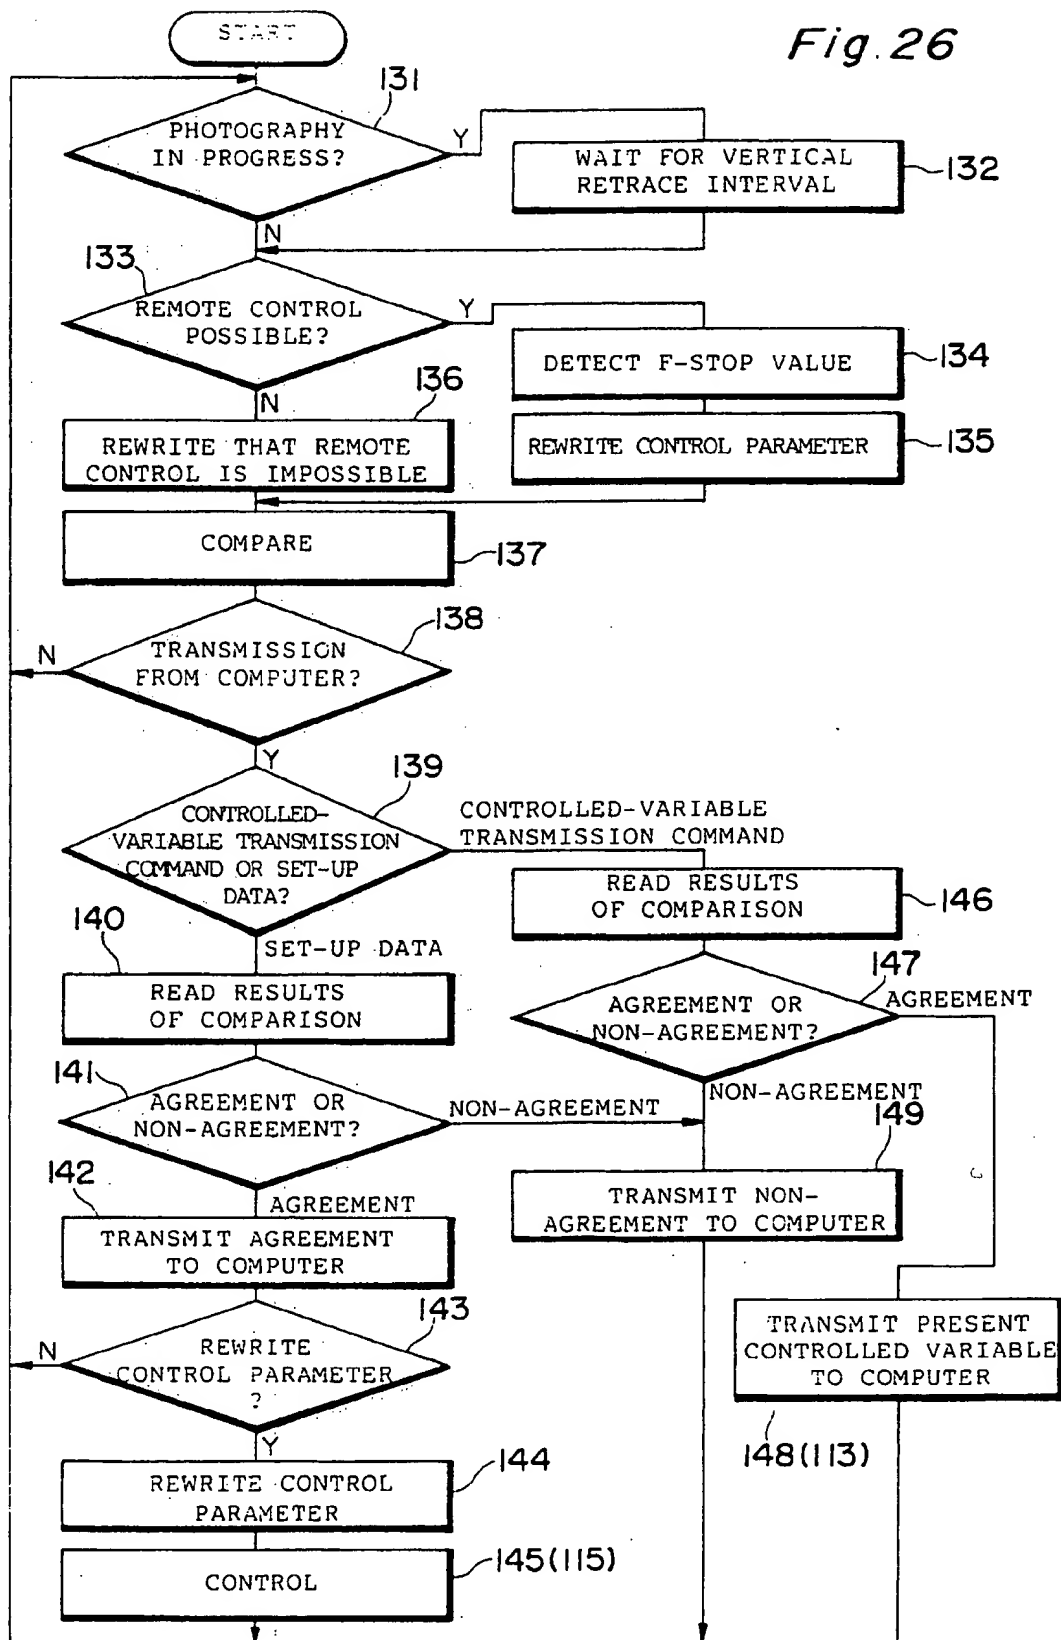 Fig. 26
START
131
PHOTOGRAPHY
IN PROGRESS?
Y
WAIT FOR VERTICAL
RETRACE INTERVAL
132
N
133
REMOTE CONTROL
POSSIBLE?
Y
DETECT F-STOP VALUE
134
REWRITE CONTROL PARAMETER
135
N
136
REWRITE THAT REMOTE
CONTROL IS IMPOSSIBLE
COMPARE
137
138
TRANSMISSION
FROM COMPUTER?
N
Y
139
CONTROLLED-
VARIABLE TRANSMISSION
COMMAND OR SET-UP
DATA?
CONTROLLED-VARIABLE
TRANSMISSION COMMAND
READ RESULTS
OF COMPARISON
146
140
SET-UP DATA
READ RESULTS
OF COMPARISON
147
AGREEMENT OR
NON-AGREEMENT?
AGREEMENT
NON-AGREEMENT
141
AGREEMENT OR
NON-AGREEMENT?
NON-AGREEMENT
149
TRANSMIT NON-
AGREEMENT TO COMPUTER
142
AGREEMENT
TRANSMIT AGREEMENT
TO COMPUTER
143
REWRITE
CONTROL PARAMETER
?
N
TRANSMIT PRESENT
CONTROLLED VARIABLE
TO COMPUTER
148(113)
Y
REWRITE CONTROL
PARAMETER
144
CONTROL
145(115)